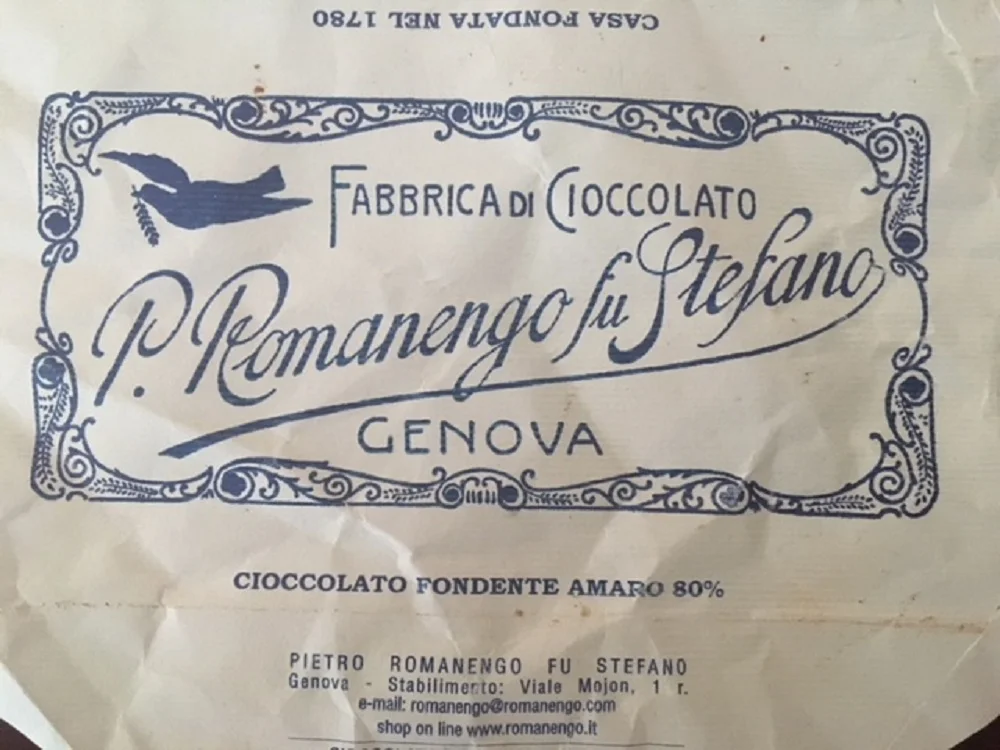 CASA FONDATA NEL 1780
FABBRICA DI CIOCCOLATO
P. Romanengo fu Stefano
GENOVA
CIOCCOLATO FONDENTE AMARO 80%
PIETRO ROMANENGO FU STEFANO
Genova - Stabilimento: Viale Mojon, 1 r.
e-mail: romanengo@romanengo.com
shop on line www.romanengo.it